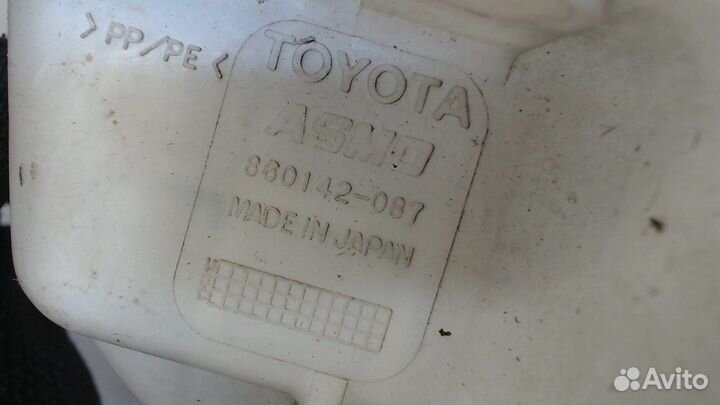 >PP/PE<
TOYOTA
ASMO
860142-087
MADE IN JAPAN
Avito